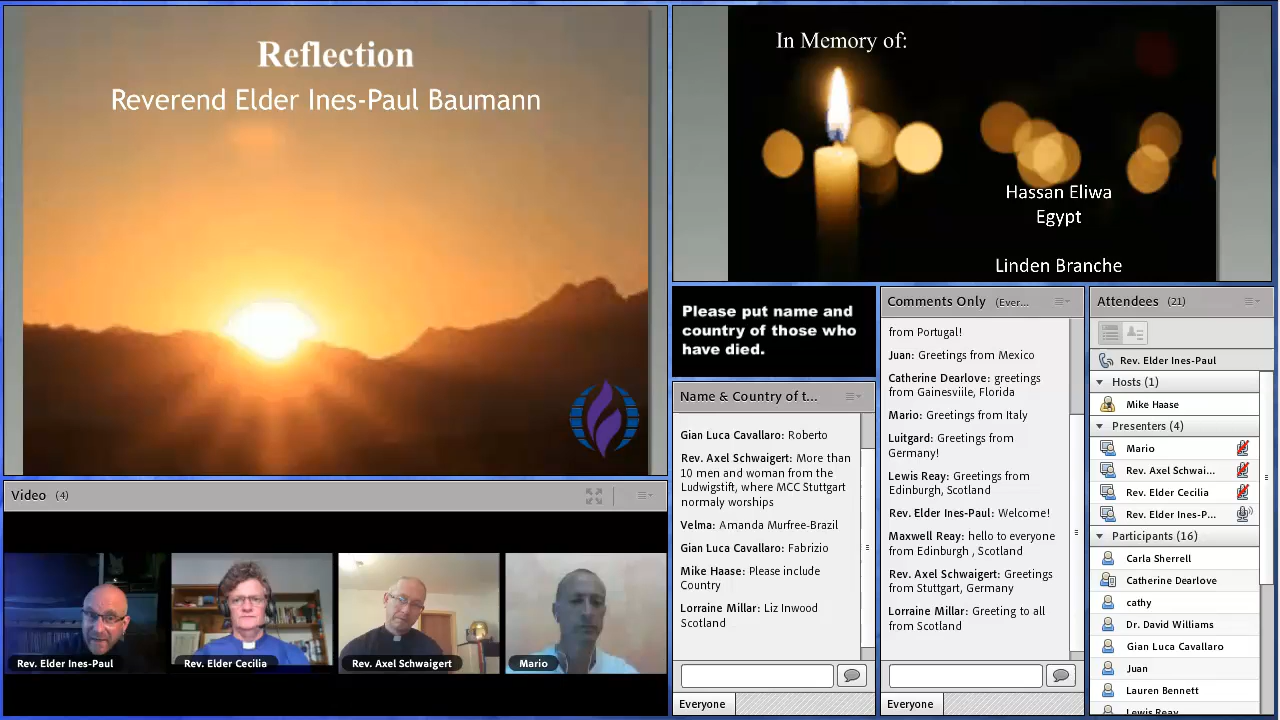 Reflection
Reverend Elder Ines-Paul Baumann
In Memory of:
Hassan Eliwa
Egypt
Linden Branche
Please put name and
country of those who
have died.
Name & Country of t...
Gian Luca Cavallaro: Roberto
Rev. Axel Schwaigert: More than
10 men and woman from the
Ludwigstift, where MCC Stuttgart
normaly worships
Velma: Amanda Murfree-Brazil
Gian Luca Cavallaro: Fabrizio
Mike Haase: Please include
Country
Lorraine Millar: Liz Inwood
Scotland
Everyone
Comments Only (Ever...
from Portugal!
Juan: Greetings from Mexico
Catherine Dearlove: greetings
from Gainesviile, Florida
Mario: Greetings from Italy
Luitgard: Greetings from
Germany!
Lewis Reay: Greetings from
Edinburgh, Scotland
Rev. Elder Ines-Paul: Welcome!
Maxwell Reay: hello to everyone
from Edinburgh , Scotland
Rev. Axel Schwaigert: Greetings
from Stuttgart, Germany
Lorraine Millar: Greeting to all
from Scotland
Everyone
Attendees (21)
Rev. Elder Ines-Paul
Hosts (1)
Mike Haase
Presenters (4)
Mario
Rev. Axel Schwai...
Rev. Elder Cecilia
Rev. Elder Ines-P...
Participants (16)
Carla Sherrell
Catherine Dearlove
cathy
Dr. David Williams
Gian Luca Cavallaro
Juan
Lauren Bennett
Lewis Reay
Video (4)
Rev. Elder Ines-Paul
Rev. Elder Cecilia
Rev. Axel Schwaigert
Mario